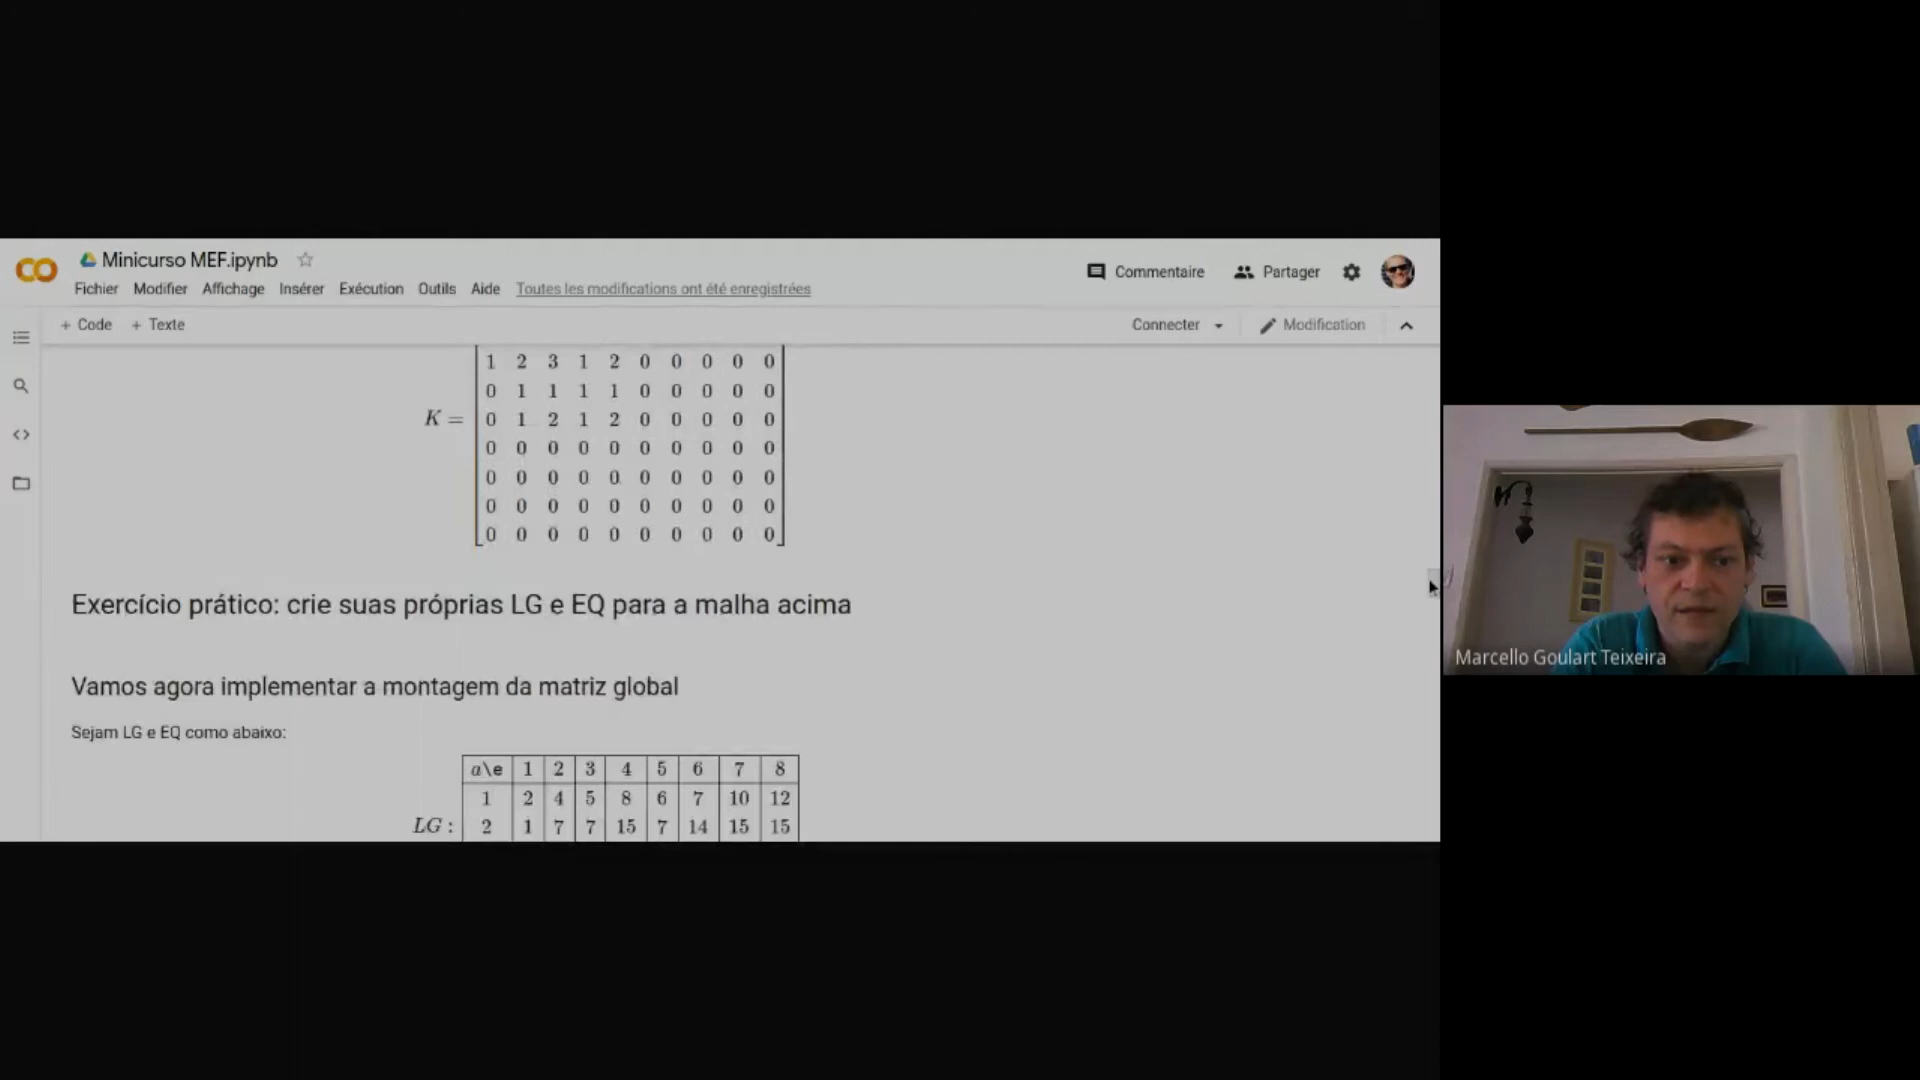 Minicurso MEF.ipynb
Fichier Modifier Affichage Insérer Exécution Outils Aide Toutes les modifications ont été enregistrées
Commentaire Partager
+ Code + Texte
Connecter Modification
1 2 3 1 2 0 0 0 0 0
0 1 1 1 1 0 0 0 0 0
K = 0 1 2 1 2 0 0 0 0 0
0 0 0 0 0 0 0 0 0 0
0 0 0 0 0 0 0 0 0 0
0 0 0 0 0 0 0 0 0 0
0 0 0 0 0 0 0 0 0 0
Exercício prático: crie suas próprias LG e EQ para a malha acima
Vamos agora implementar a montagem da matriz global
Sejam LG e EQ como abaixo:
a\e 1 2 3 4 5 6 7 8
1 2 4 5 8 6 7 10 12
LG : 2 1 7 7 15 7 14 15 15
Marcello Goulart Teixeira